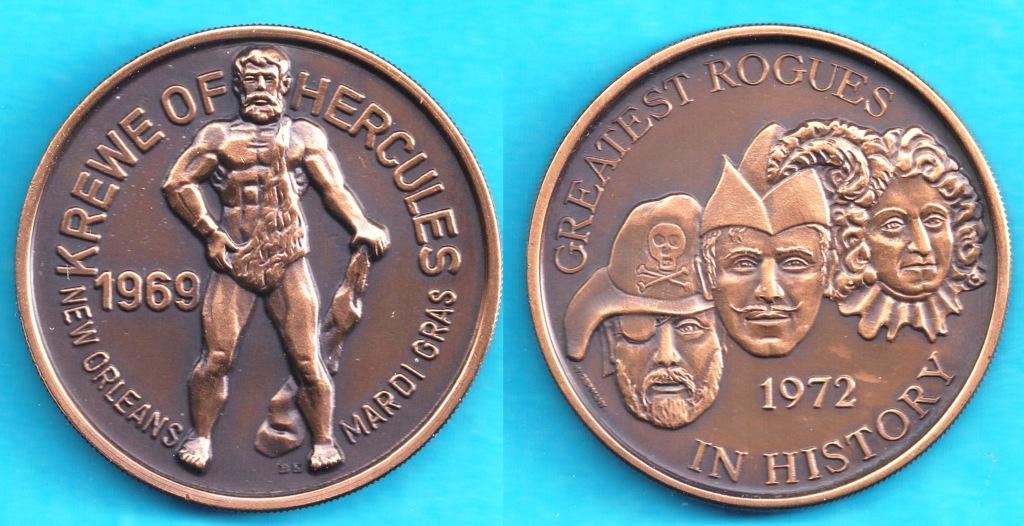 KREWE OF HERCULES
1969
NEW ORLEANS
MARDI·GRAS
GREATEST ROGUES
1972
IN HISTORY